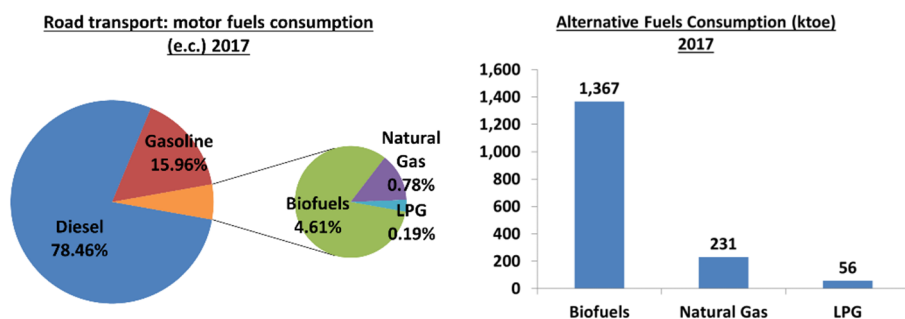 Road transport: motor fuels consumption
(e.c.) 2017
Gasoline
15.96%
Diesel
78.46%
Natural
Gas
0.78%
Biofuels
4.61%
LPG
0.19%
Alternative Fuels Consumption (ktoe)
2017
1,600
1,400
1,200
1,000
800
600
400
200
0
1,367
231
56
Biofuels
Natural Gas
LPG